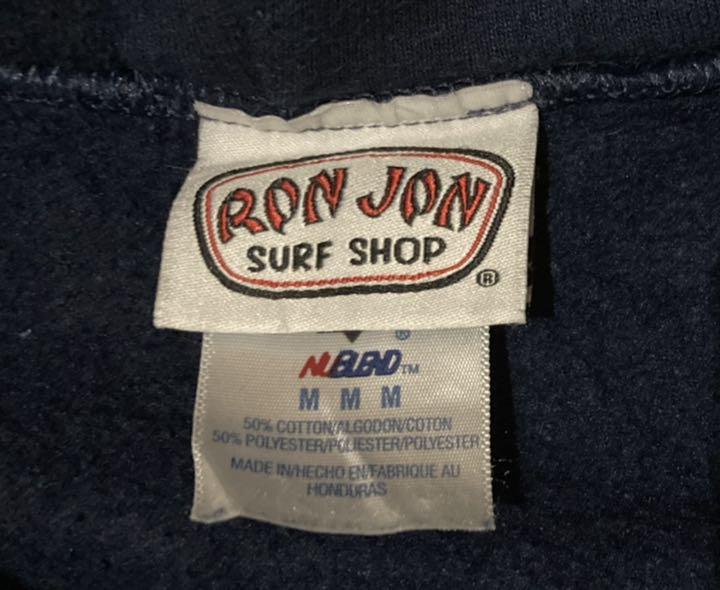 RON JON
SURF SHOP
®
®
NUBLEND™
M M M
50% COTTON/ALGODON/COTON
50% POLYESTER/POLIESTER/POLYESTER
MADE IN/HECHO EN/FABRIQUE AU
HONDURAS